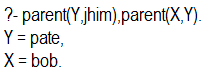 ?- parent(Y,jhim),parent(X,Y).
Y = pate,
X = bob.